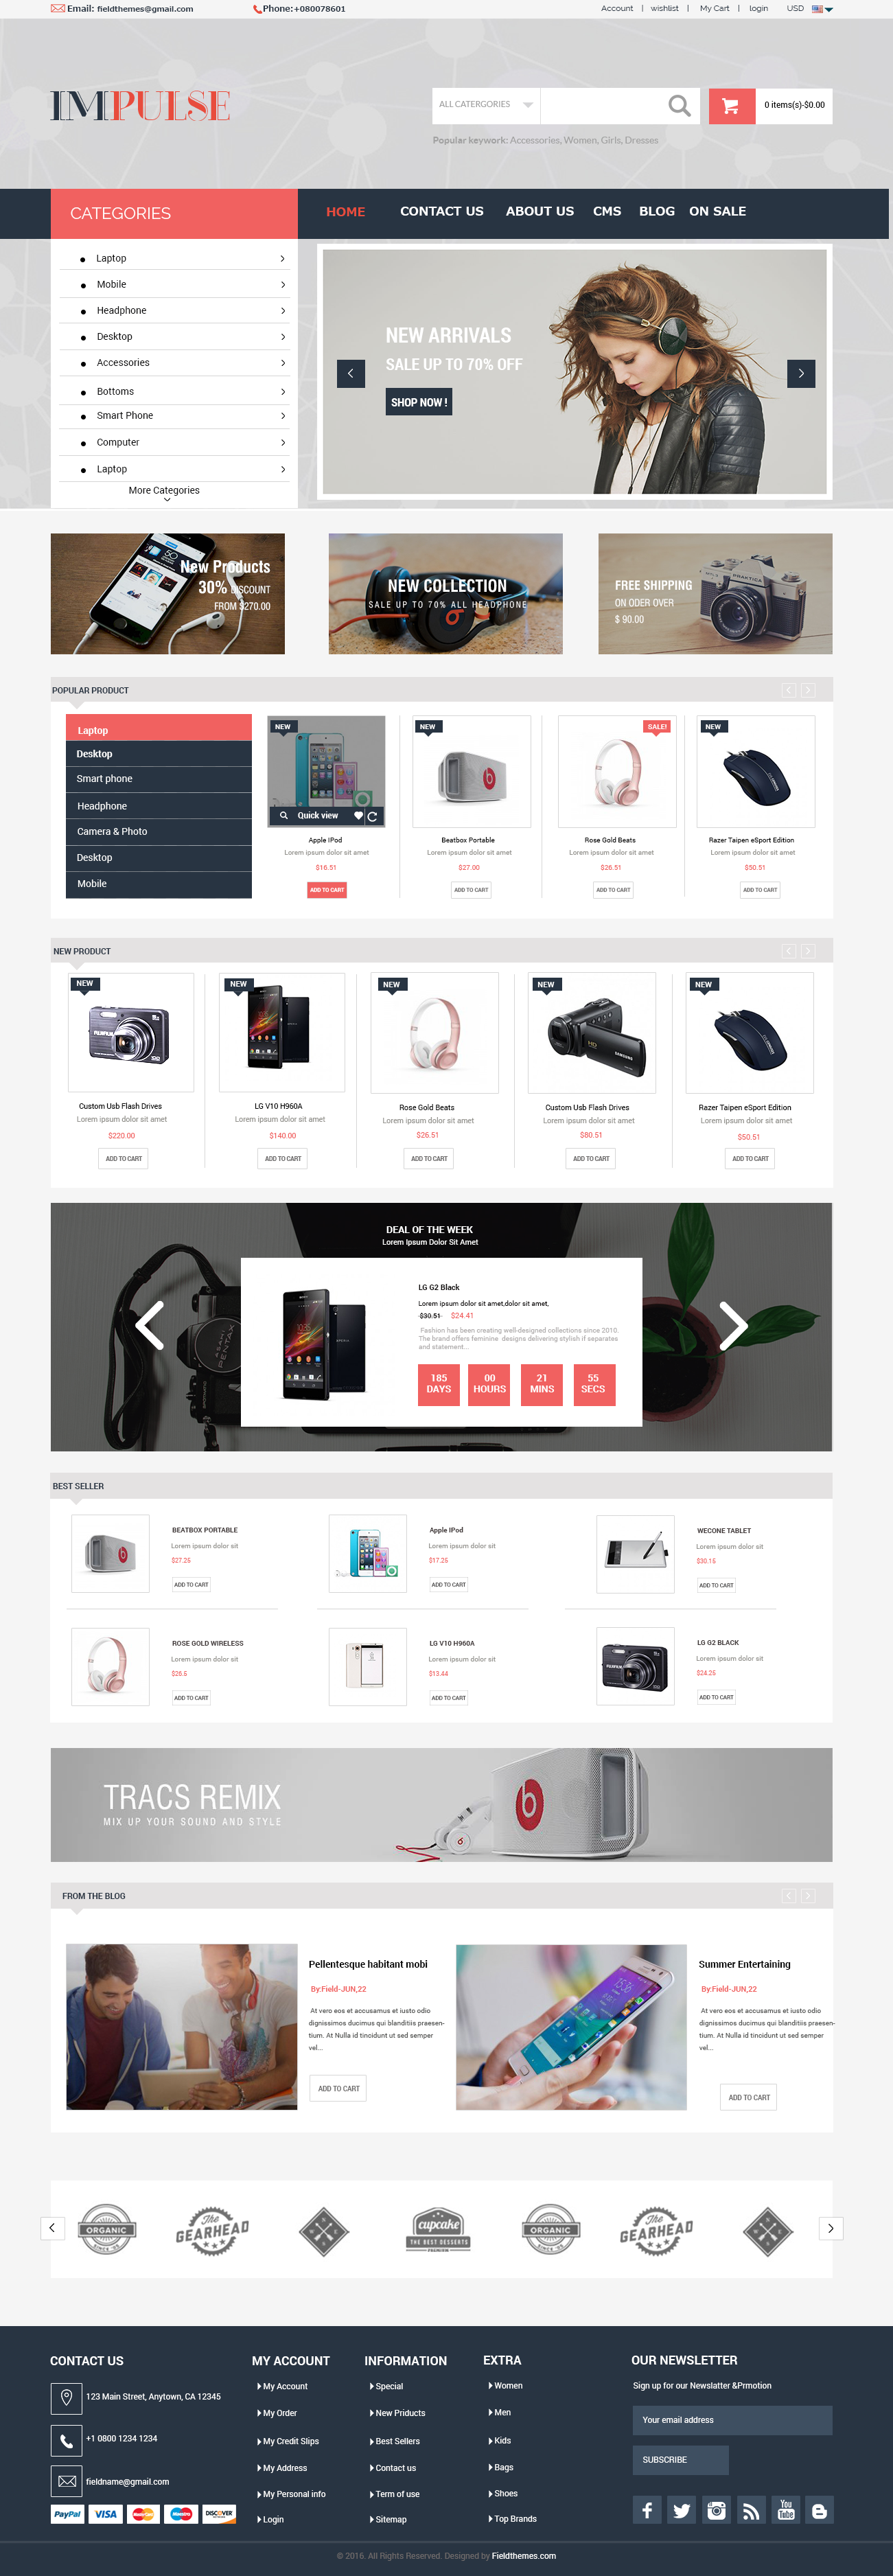 Email: fieldthemes@gmail.com
Phone:+080078601
Account | wishlist | My Cart | login
USD
IMPULSE
ALL CATERGORIES
0 items(s)-$0.00
Popular keywork: Accessories, Women, Girls, Dresses
CATEGORIES
HOME CONTACT US ABOUT US CMS BLOG ON SALE
Laptop
Mobile
Headphone
Desktop
Accessories
Bottoms
Smart Phone
Computer
Laptop
More Categories
NEW ARRIVALS
SALE UP TO 70% OFF
SHOP NOW !
New Products
30% DISCOUNT
FROM $270.00
NEW COLLECTION
SALE UP TO 70% ALL HEADPHONE
FREE SHIPPING
ON ODER OVER
$ 90.00
PRAKTICA
POPULAR PRODUCT
Laptop
Desktop
Smart phone
Headphone
Camera & Photo
Desktop
Mobile
NEW
Quick view
Apple IPod
Lorem ipsum dolor sit amet
$16.51
ADD TO CART
NEW
Beatbox Portable
Lorem ipsum dolor sit amet
$27.00
ADD TO CART
SALE!
Rose Gold Beats
Lorem ipsum dolor sit amet
$26.51
ADD TO CART
NEW
Razer Taipen eSport Edition
Lorem ipsum dolor sit amet
$50.51
ADD TO CART
NEW PRODUCT
NEW
Custom Usb Flash Drives
Lorem ipsum dolor sit amet
$220.00
ADD TO CART
NEW
LG V10 H960A
Lorem ipsum dolor sit amet
$140.00
ADD TO CART
NEW
Rose Gold Beats
Lorem ipsum dolor sit amet
$26.51
ADD TO CART
NEW
SAMSUNG
Custom Usb Flash Drives
Lorem ipsum dolor sit amet
$80.51
ADD TO CART
NEW
Razer Taipen eSport Edition
Lorem ipsum dolor sit amet
$50.51
ADD TO CART
DEAL OF THE WEEK
Lorem Ipsum Dolor Sit Amet
PENTAX
LG G2 Black
Lorem ipsum dolor sit amet,dolor sit amet,
$30.51 $24.41
Fashion has been creating well-designed collections since 2010.
The brand offers feminine designs delivering stylish if separates
and statement...
185 DAYS
00 HOURS
21 MINS
55 SECS
BEST SELLER
BEATBOX PORTABLE
Lorem ipsum dolor sit
$27.25
ADD TO CART
Apple IPod
Lorem ipsum dolor sit
$17.25
ADD TO CART
WECONE TABLET
Lorem ipsum dolor sit
$30.15
ADD TO CART
ROSE GOLD WIRELESS
Lorem ipsum dolor sit
$26.5
ADD TO CART
LG V10 H960A
Lorem ipsum dolor sit
$13.44
ADD TO CART
LG G2 BLACK
Lorem ipsum dolor sit
$24.25
ADD TO CART
TRACS REMIX
MIX UP YOUR SOUND AND STYLE
FROM THE BLOG
Pellentesque habitant mobi
By:Field-JUN,22
At vero eos et accusamus et iusto odio
dignissimos ducimus qui blanditiis praesen-
tium. At Nulla id tincidunt ut sed semper
vel...
ADD TO CART
Summer Entertaining
By:Field-JUN,22
At vero eos et accusamus et iusto odio
dignissimos ducimus qui blanditiis praesen-
tium. At Nulla id tincidunt ut sed semper
vel...
ADD TO CART
ORGANIC
The GEARHEAD
cupcake
THE BEST DESSERTS
PREMIUM
ORGANIC
The GEARHEAD
CONTACT US
123 Main Street, Anytown, CA 12345
+1 0800 1234 1234
fieldname@gmail.com
PayPal VISA MasterCard Maestro DISCOVER
MY ACCOUNT
My Account
My Order
My Credit Slips
My Address
My Personal info
Login
INFORMATION
Special
New Priducts
Best Sellers
Contact us
Term of use
Sitemap
EXTRA
Women
Men
Kids
Bags
Shoes
Top Brands
OUR NEWSLETTER
Sign up for our Newslatter &Prmotion
Your email address
SUBSCRIBE
You Tube
© 2016. All Rights Reserved. Designed by Fieldthemes.com